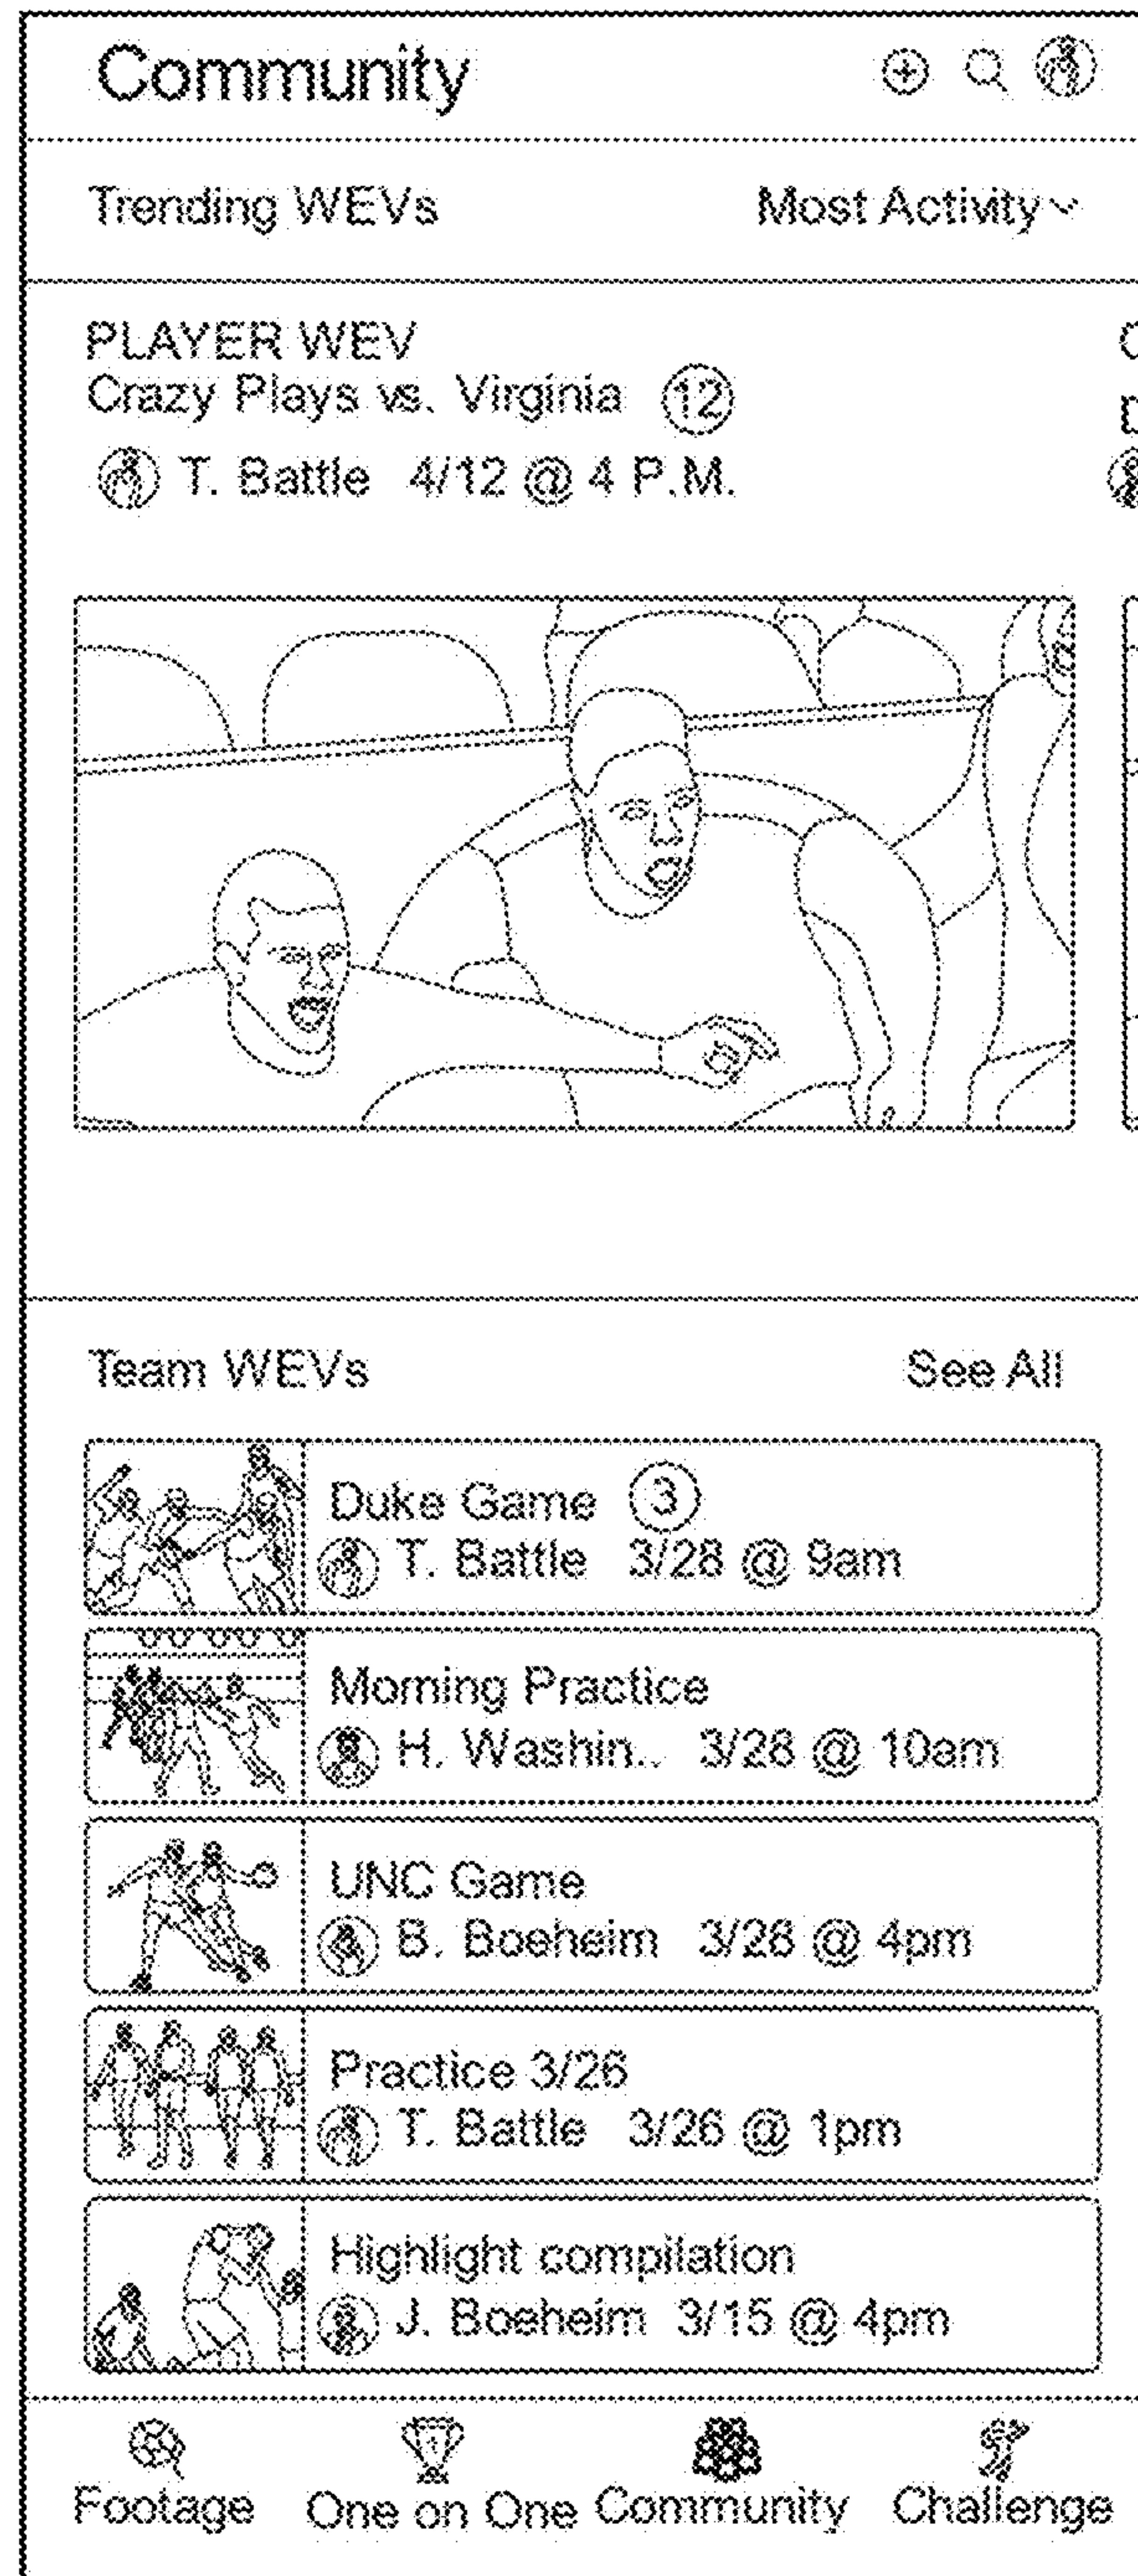 Community
Trending WEVs Most Activity
PLAYER WEV
Crazy Plays vs. Virginia 12
T. Battle 4/12 @ 4 P.M.
Team WEVs See All
Duke Game 3
T. Battle 3/28 @ 9am
Morning Practice
H. Washin.. 3/28 @ 10am
UNC Game
B. Boeheim 3/28 @ 4pm
Practice 3/26
T. Battle 3/26 @ 1pm
Highlight compilation
J. Boeheim 3/15 @ 4pm
Footage One on One Community Challenge